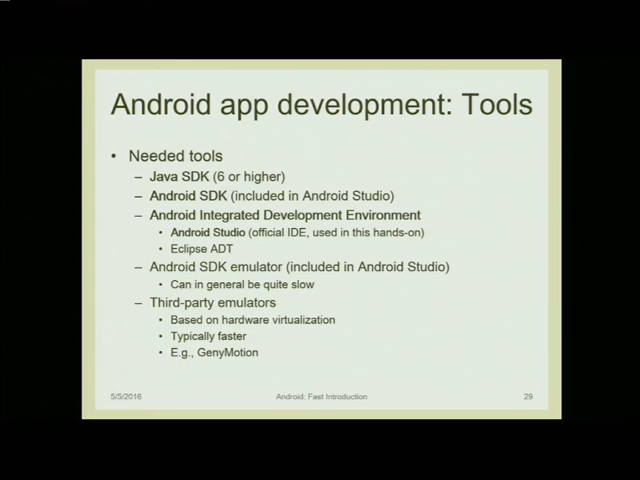 Android app development: Tools
• Needed tools
– Java SDK (6 or higher)
– Android SDK (included in Android Studio)
– Android Integrated Development Environment
• Android Studio (official IDE, used in this hands-on)
• Eclipse ADT
– Android SDK emulator (included in Android Studio)
• Can in general be quite slow
– Third-party emulators
• Based on hardware virtualization
• Typically faster
• E.g., GenyMotion
5/5/2016 Android: Fast Introduction 29